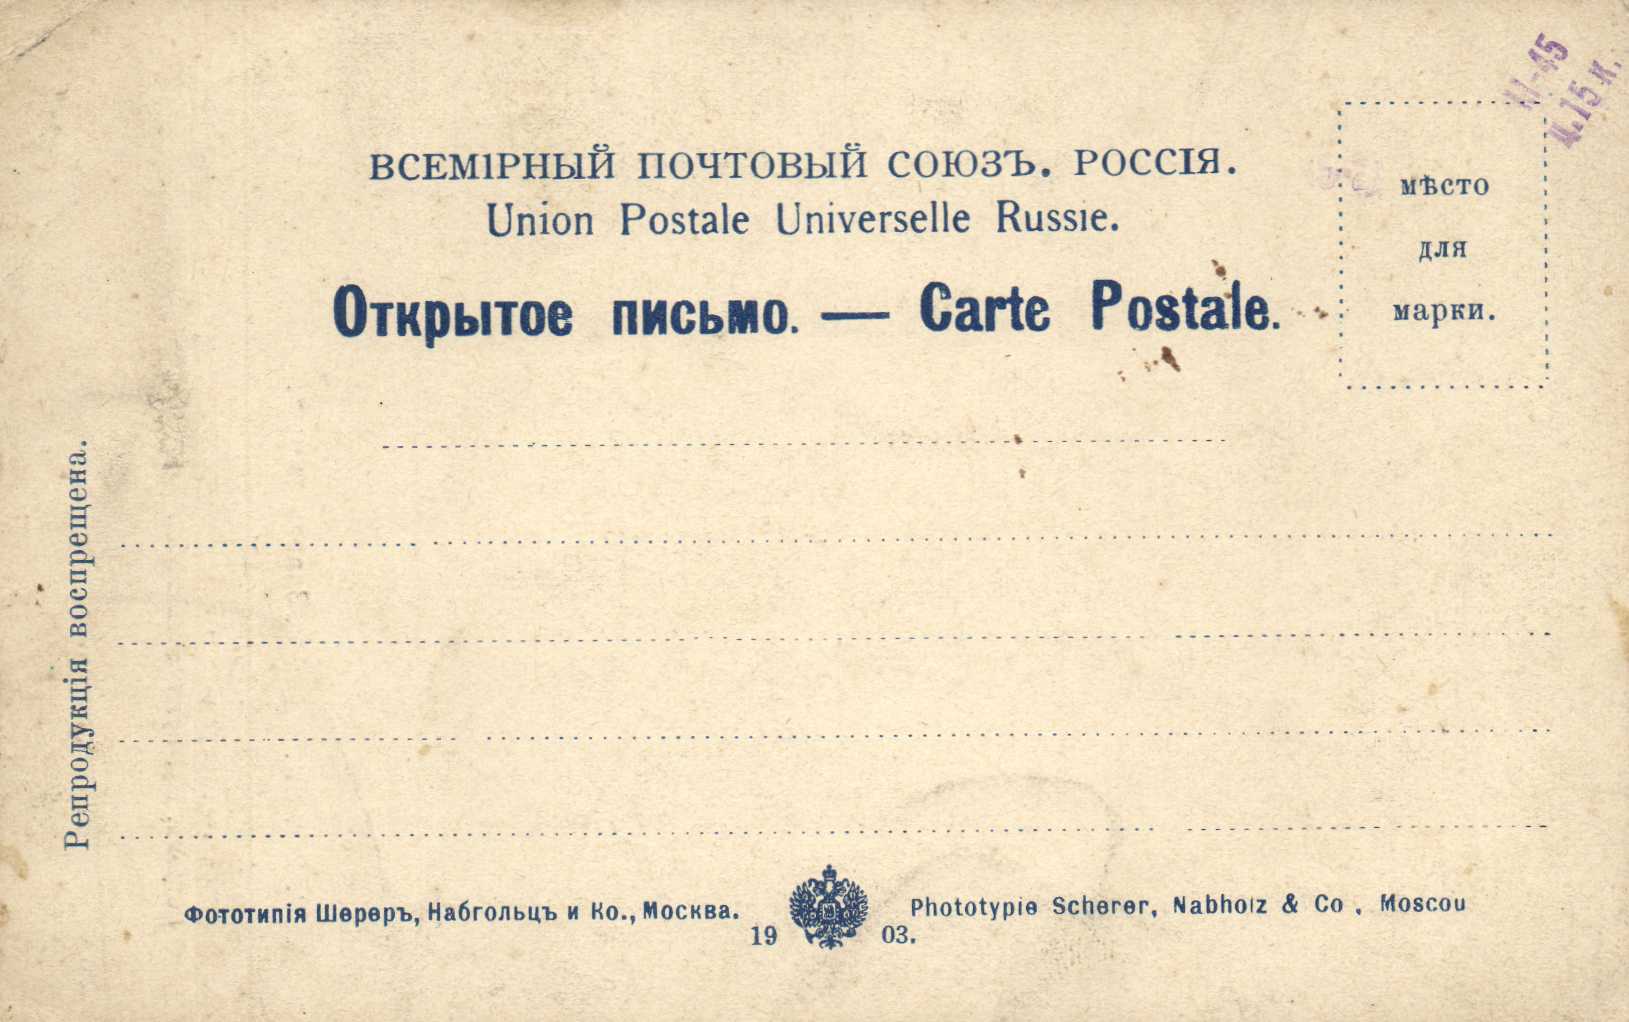 ВСЕМІРНЫЙ ПОЧТОВЫЙ СОЮЗЪ. РОССІЯ.
Union Postale Universelle Russie.
Открытое письмо. — Carte Postale.
мѣсто
для
марки.
ц.15 к.
Репродукція воспрещена.
Фототипія Шереръ, Набгольцъ и Ко., Москва.
Phototypie Scherer, Nabholz & Co , Moscou
19 03.